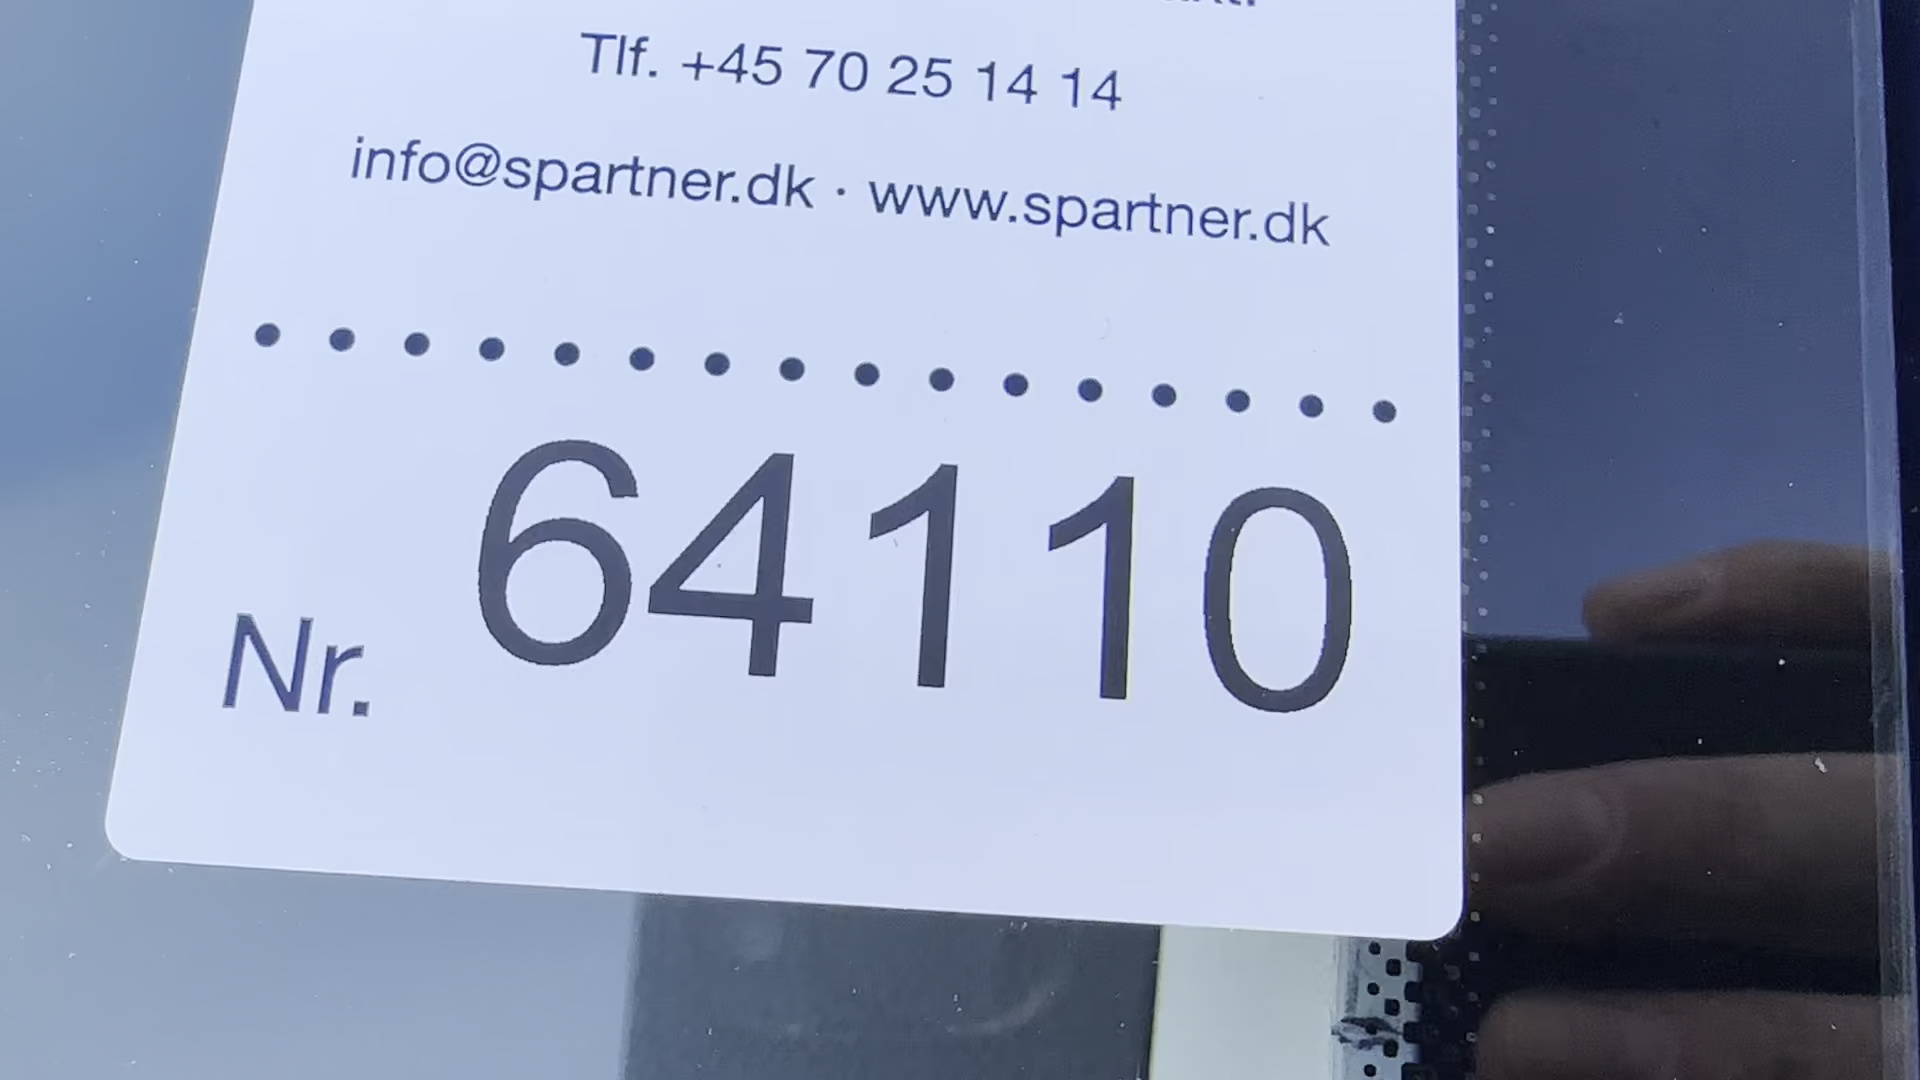 Tlf. +45 70 25 14 14
info@spartner.dk · www.spartner.dk
Nr. 64110